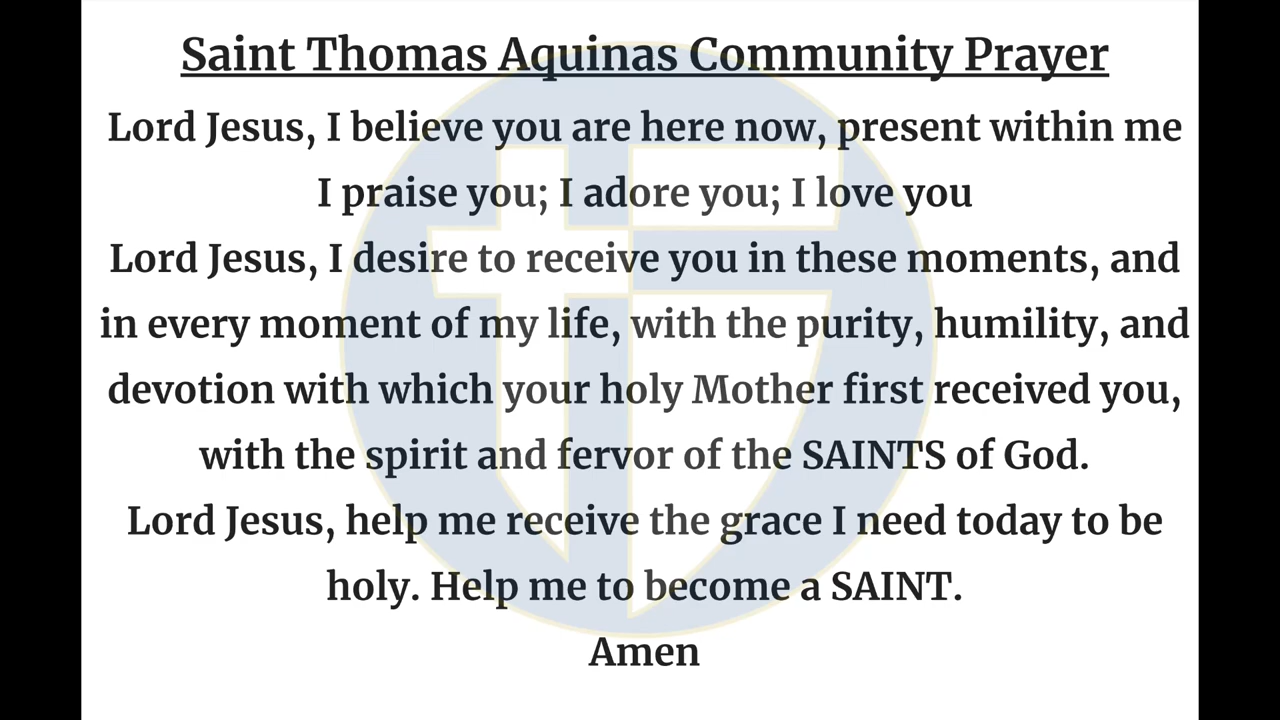 Saint Thomas Aquinas Community Prayer
Lord Jesus, I believe you are here now, present within me
I praise you; I adore you; I love you
Lord Jesus, I desire to receive you in these moments, and
in every moment of my life, with the purity, humility, and
devotion with which your holy Mother first received you,
with the spirit and fervor of the SAINTS of God.
Lord Jesus, help me receive the grace I need today to be
holy. Help me to become a SAINT.
Amen